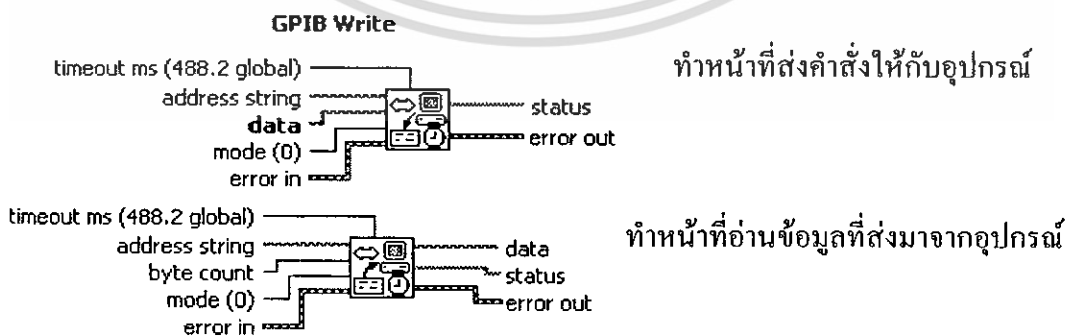 GPIB Write
timeout ms (488.2 global)
address string
data
mode (0)
error in
status
error out
ทำหน้าที่ส่งคำสั่งให้กับอุปกรณ์
timeout ms (488.2 global)
address string
byte count
mode (0)
error in
data
status
error out
ทำหน้าที่อ่านข้อมูลที่ส่งมาจากอุปกรณ์